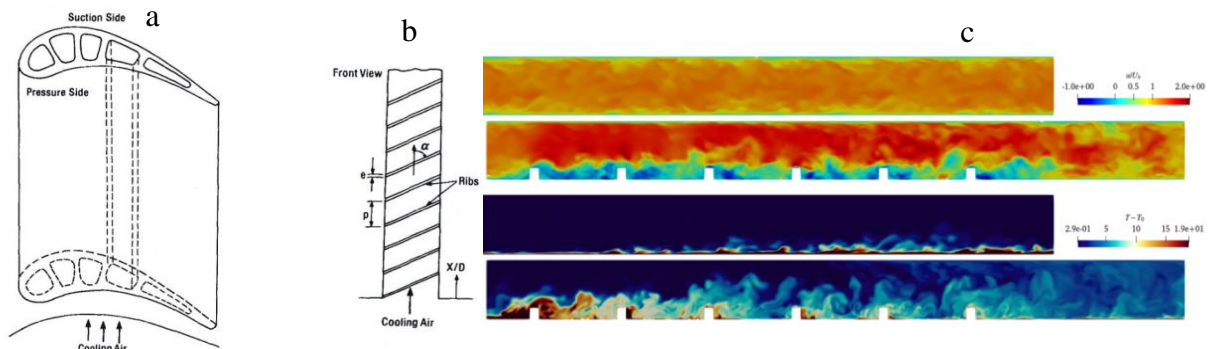 a
Suction Side
Pressure Side
Cooling Air
b
Front View
α
e
Ribs
p
X/D
Cooling Air
c
u/U₀
-1.0e+00 0 0.5 1 2.0e+00
T − T₀
2.9e-01 5 10 15 1.9e+01